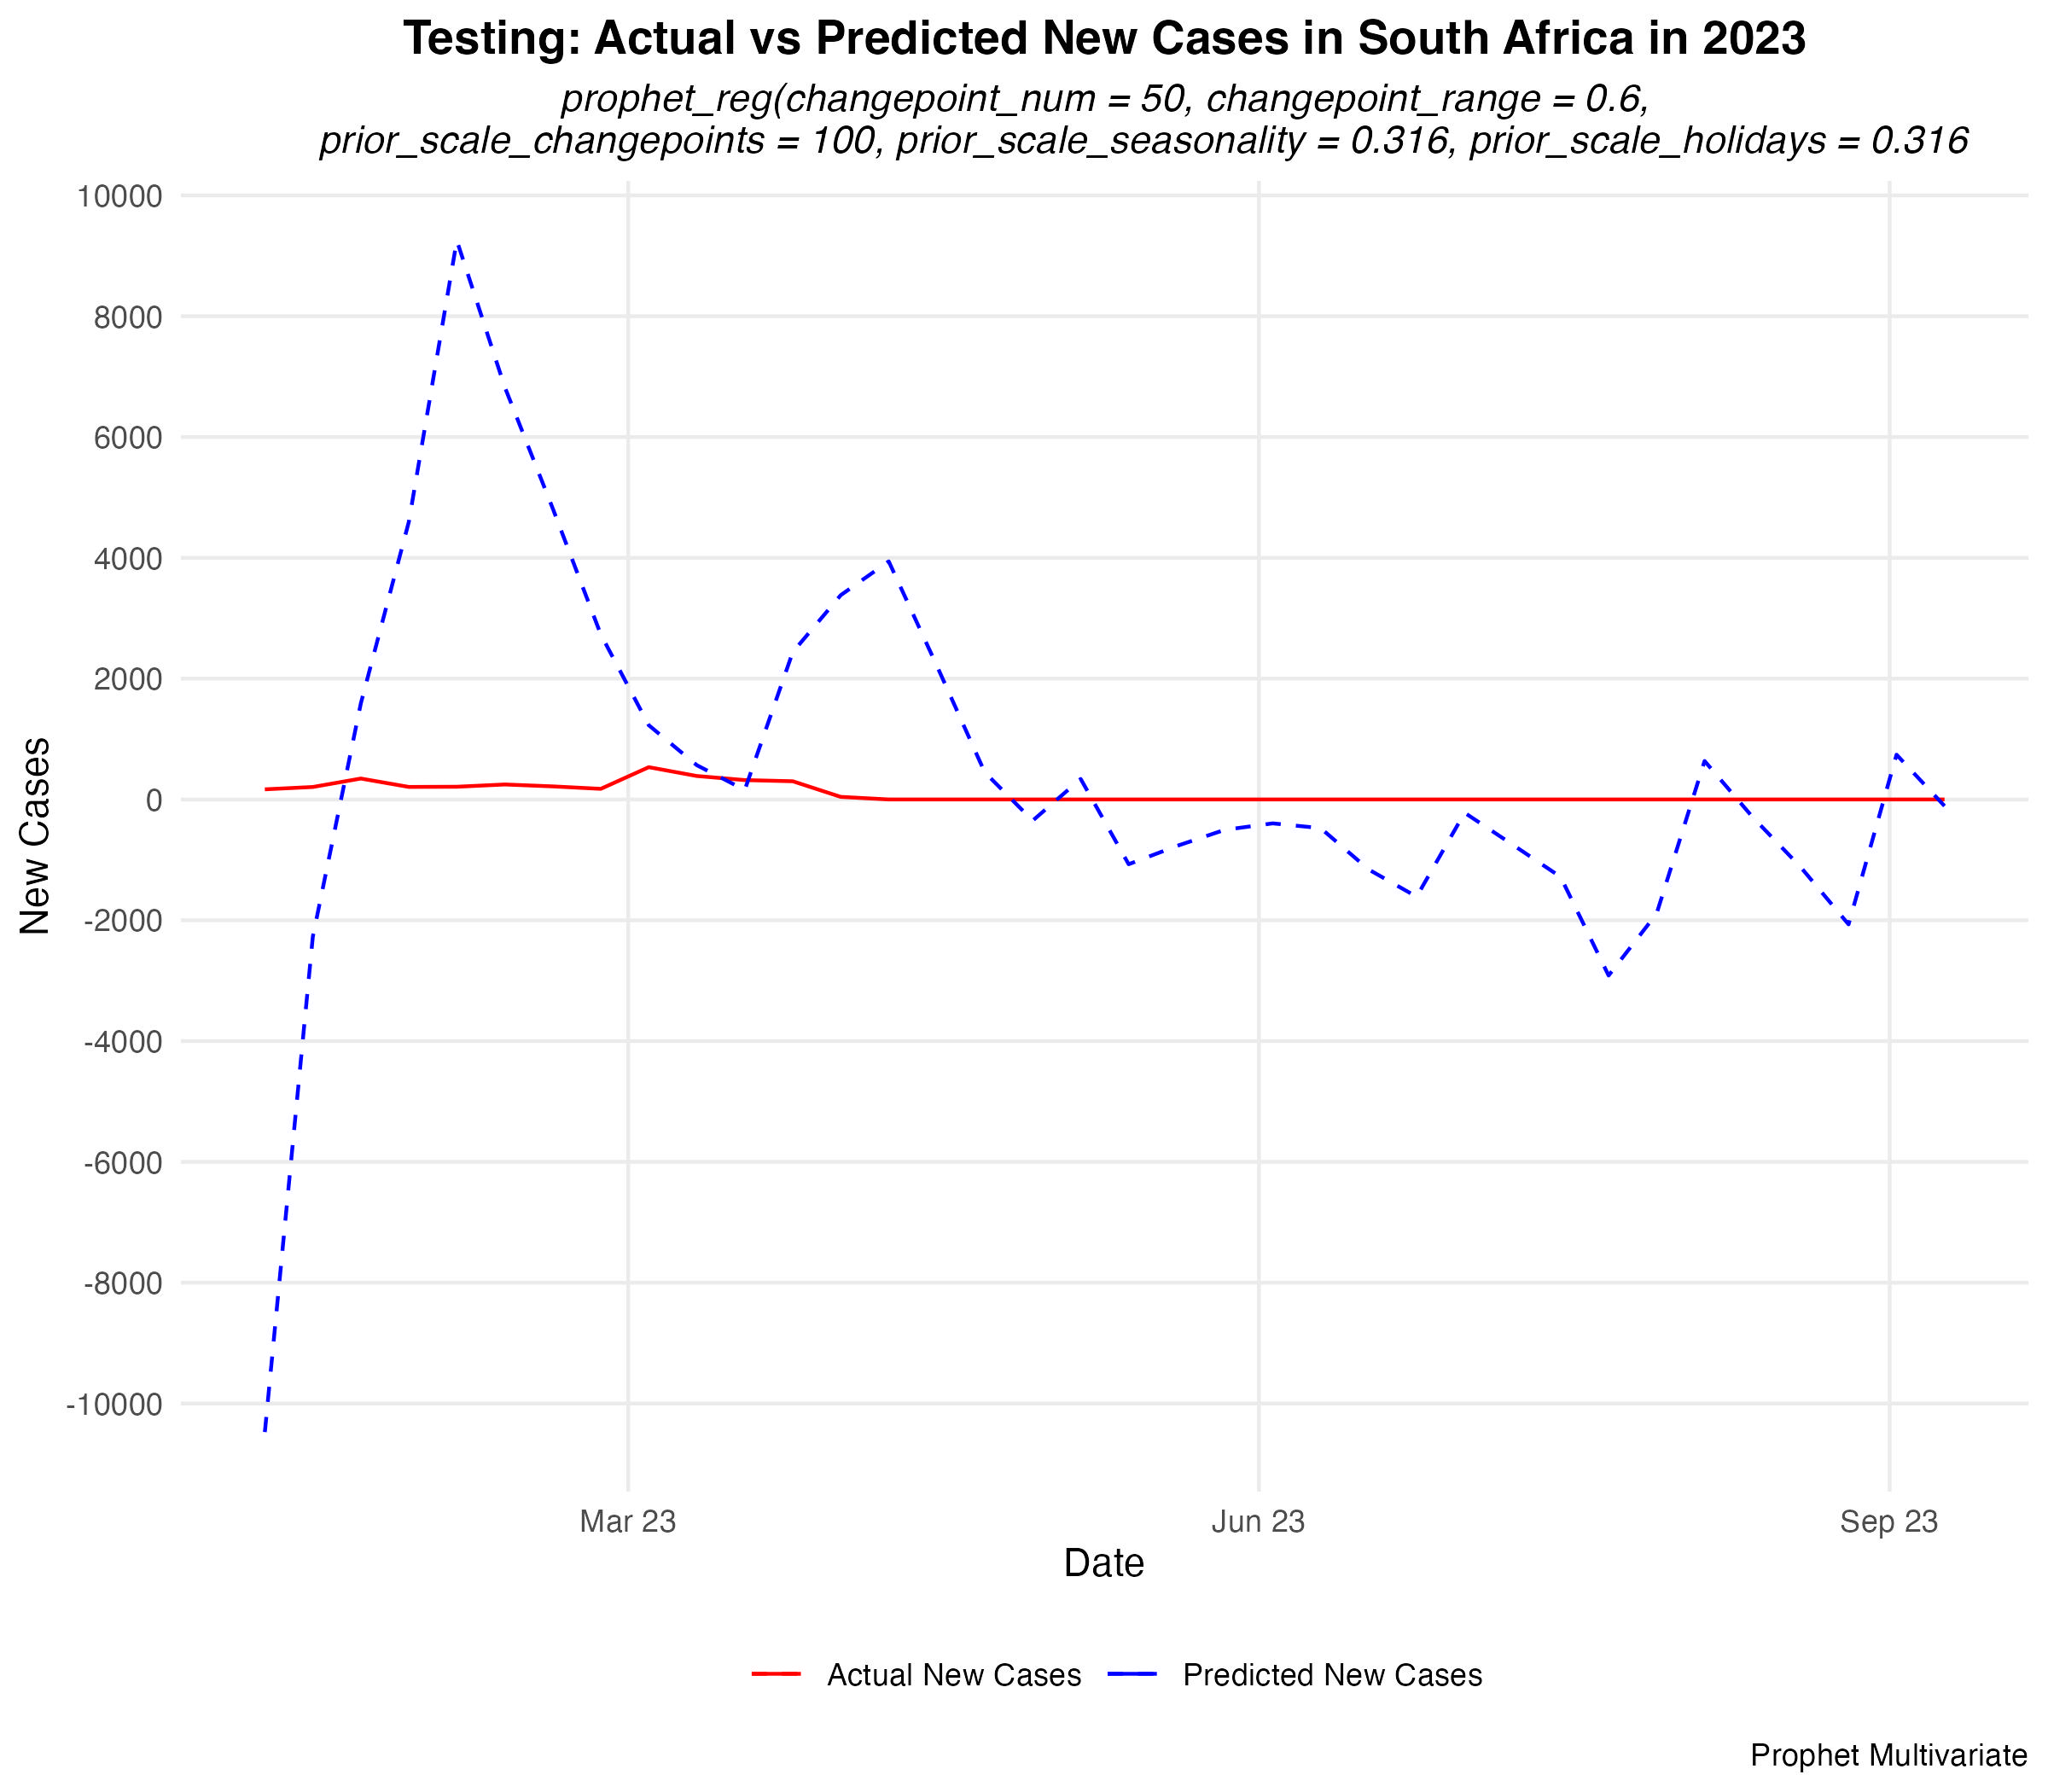 Testing: Actual vs Predicted New Cases in South Africa in 2023
prophet_reg(changepoint_num = 50, changepoint_range = 0.6,
prior_scale_changepoints = 100, prior_scale_seasonality = 0.316, prior_scale_holidays = 0.316
New Cases
10000
8000
6000
4000
2000
0
-2000
-4000
-6000
-8000
-10000
Mar 23
Jun 23
Sep 23
Date
Actual New Cases
Predicted New Cases
Prophet Multivariate